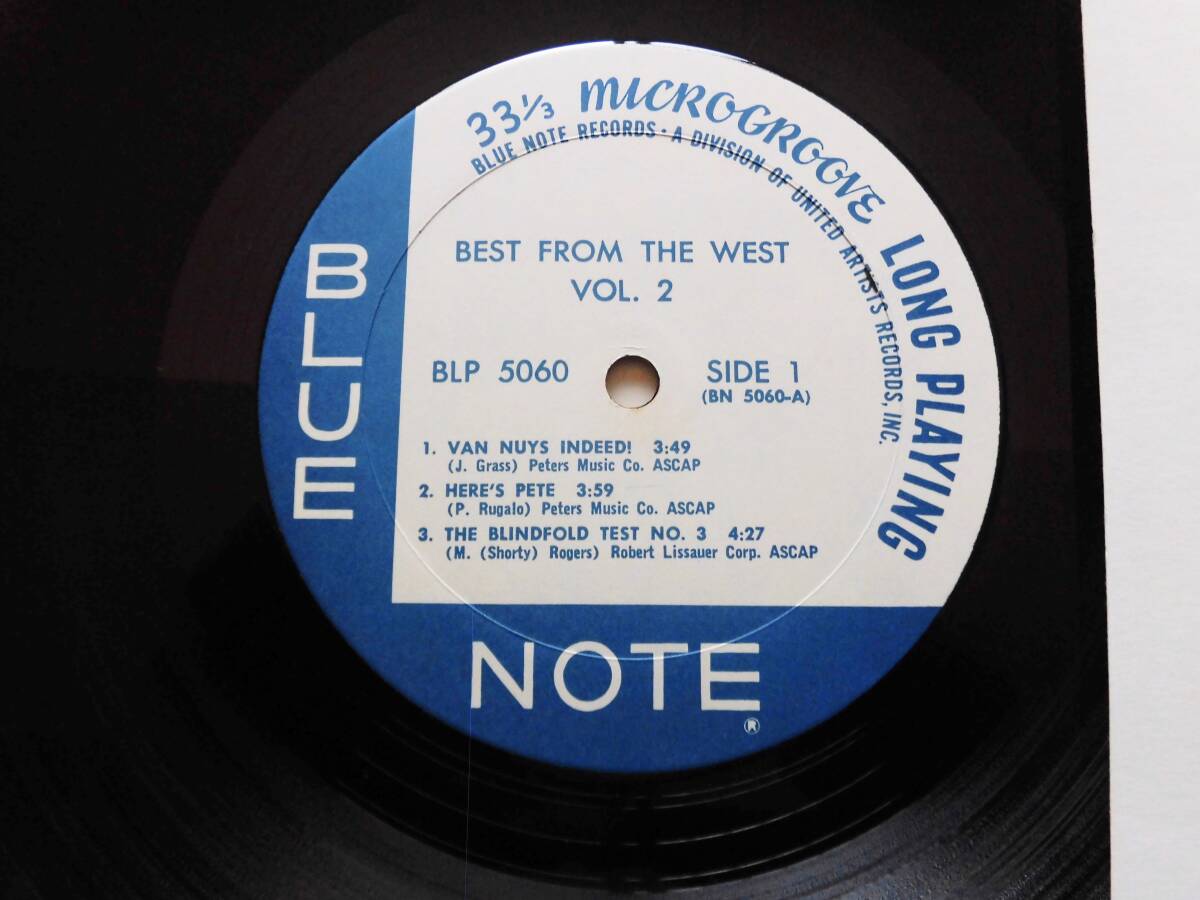 33⅓ MICROGROOVE LONG PLAYING
BLUE NOTE RECORDS · A DIVISION OF UNITED ARTISTS RECORDS, INC.
BEST FROM THE WEST
VOL. 2
BLP 5060
SIDE 1
(BN 5060-A)
1. VAN NUYS INDEED! 3:49
(J. Grass) Peters Music Co. ASCAP
2. HERE'S PETE 3:59
(P. Rugalo) Peters Music Co. ASCAP
3. THE BLINDFOLD TEST NO. 3 4:27
(M. (Shorty) Rogers) Robert Lissauer Corp. ASCAP
BLUE
NOTE
®